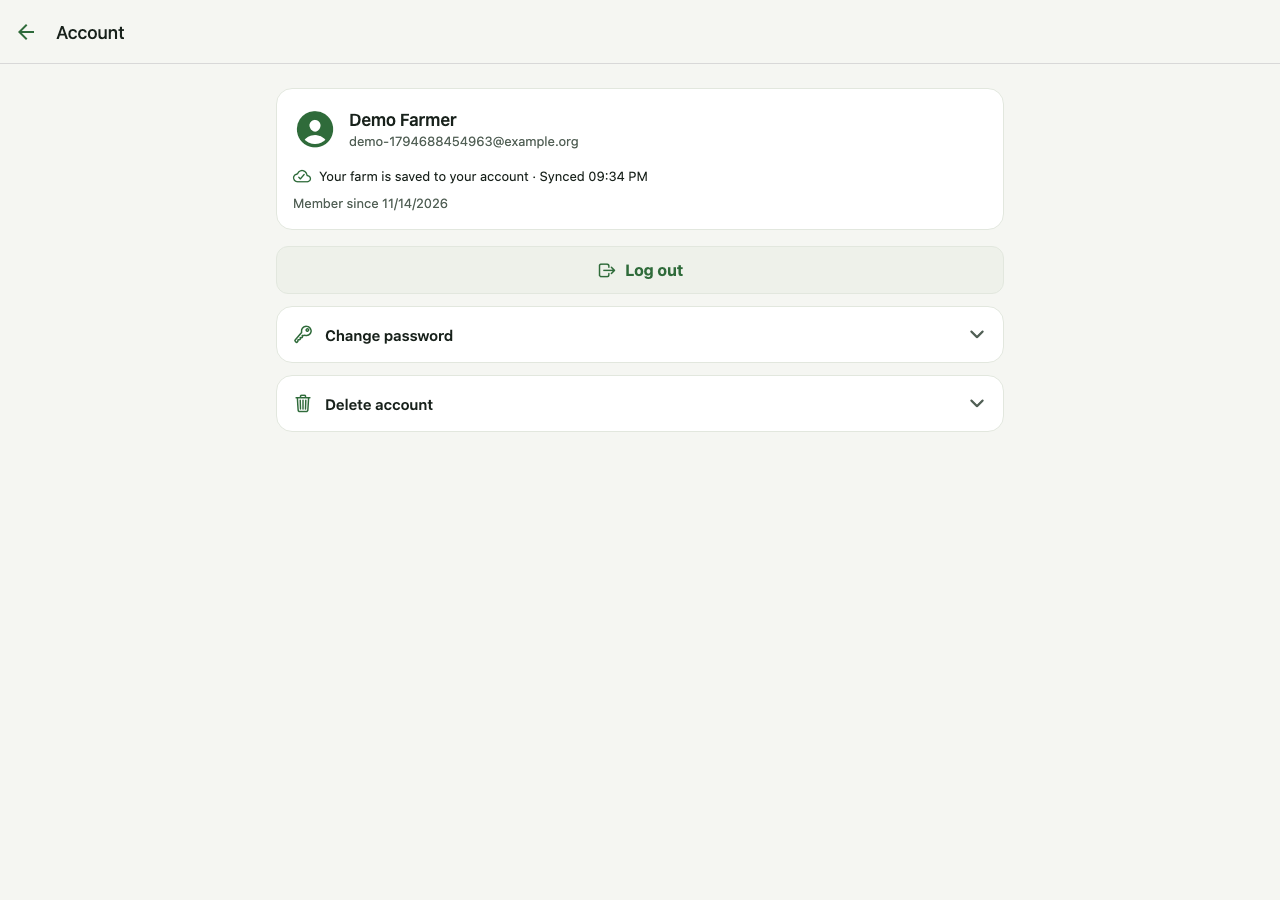 Account
Demo Farmer
demo-1794688454963@example.org
Your farm is saved to your account · Synced 09:34 PM
Member since 11/14/2026
Log out
Change password
Delete account